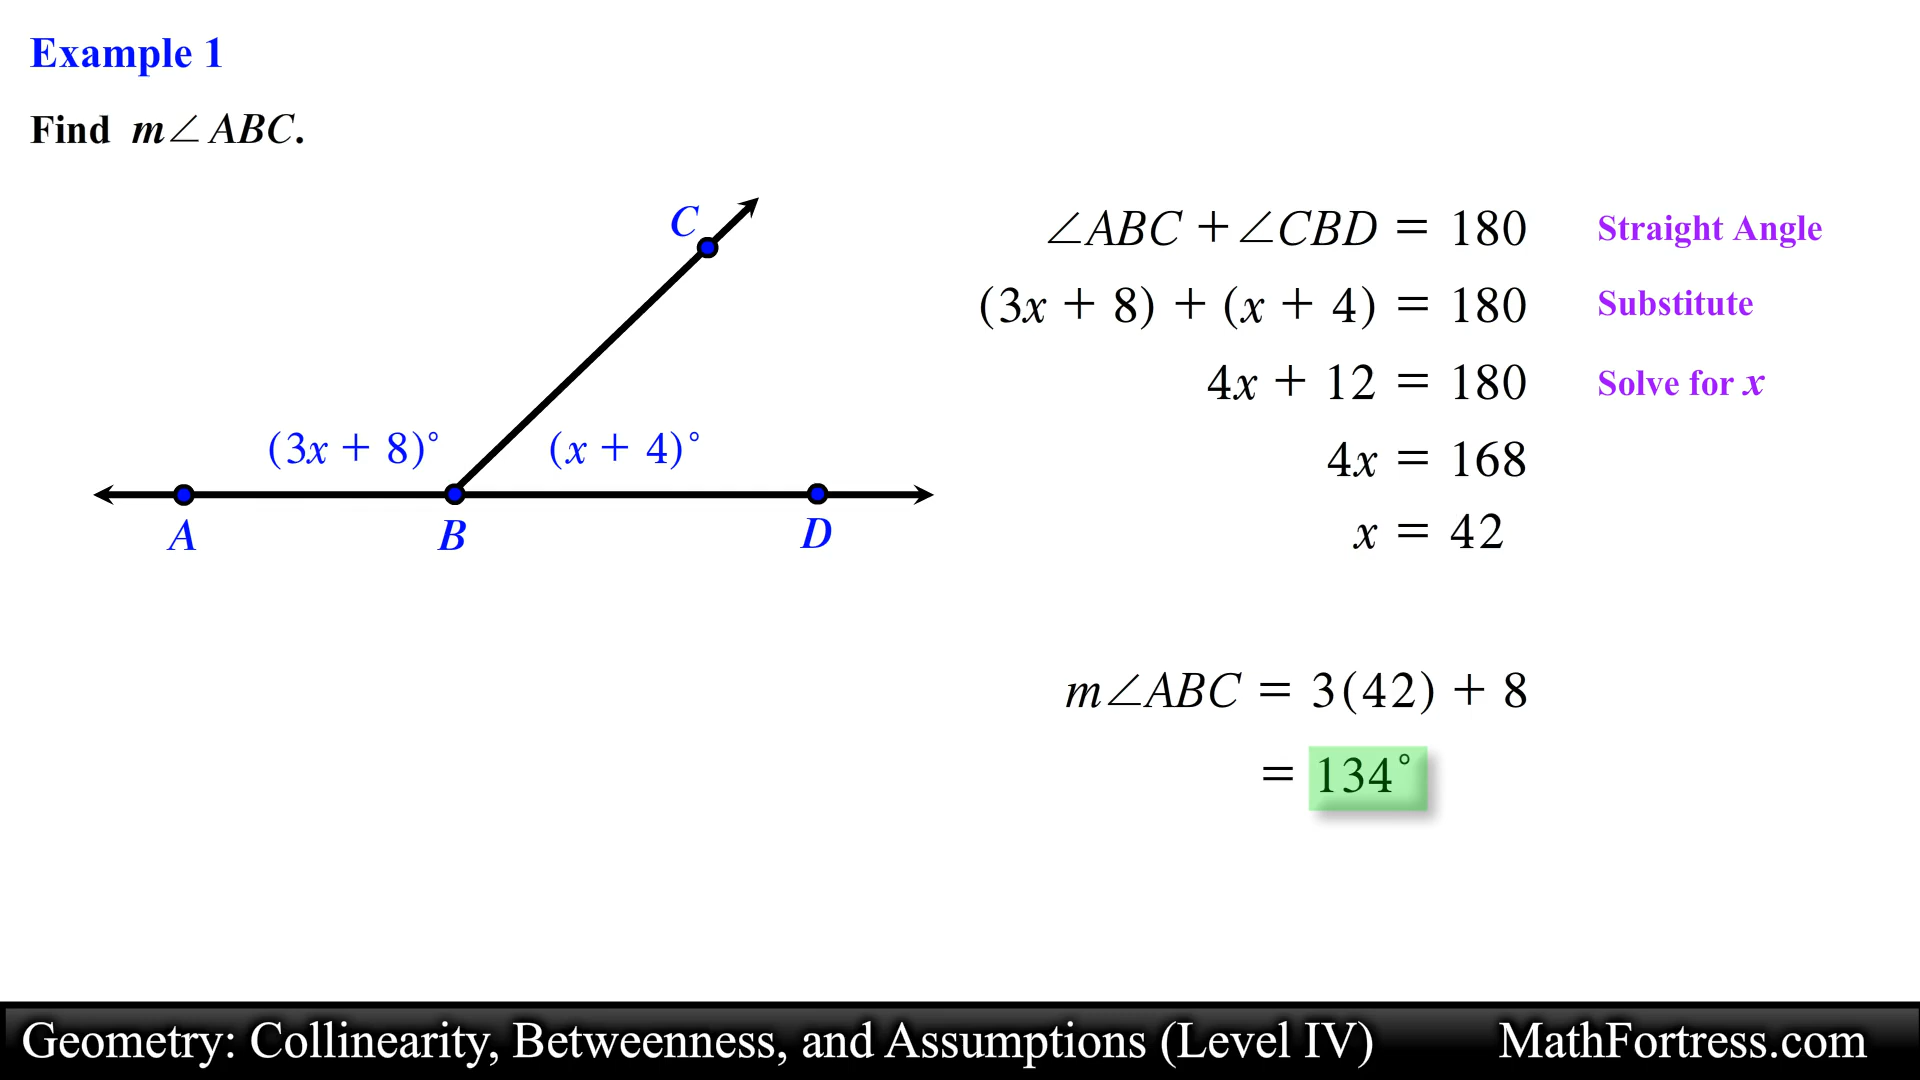 Example 1
Find m∠ABC.
C
(3x + 8)°
(x + 4)°
A
B
D
∠ABC + ∠CBD = 180 Straight Angle
(3x + 8) + (x + 4) = 180 Substitute
4x + 12 = 180 Solve for x
4x = 168
x = 42
m∠ABC = 3(42) + 8
= 134°
Geometry: Collinearity, Betweenness, and Assumptions (Level IV) MathFortress.com